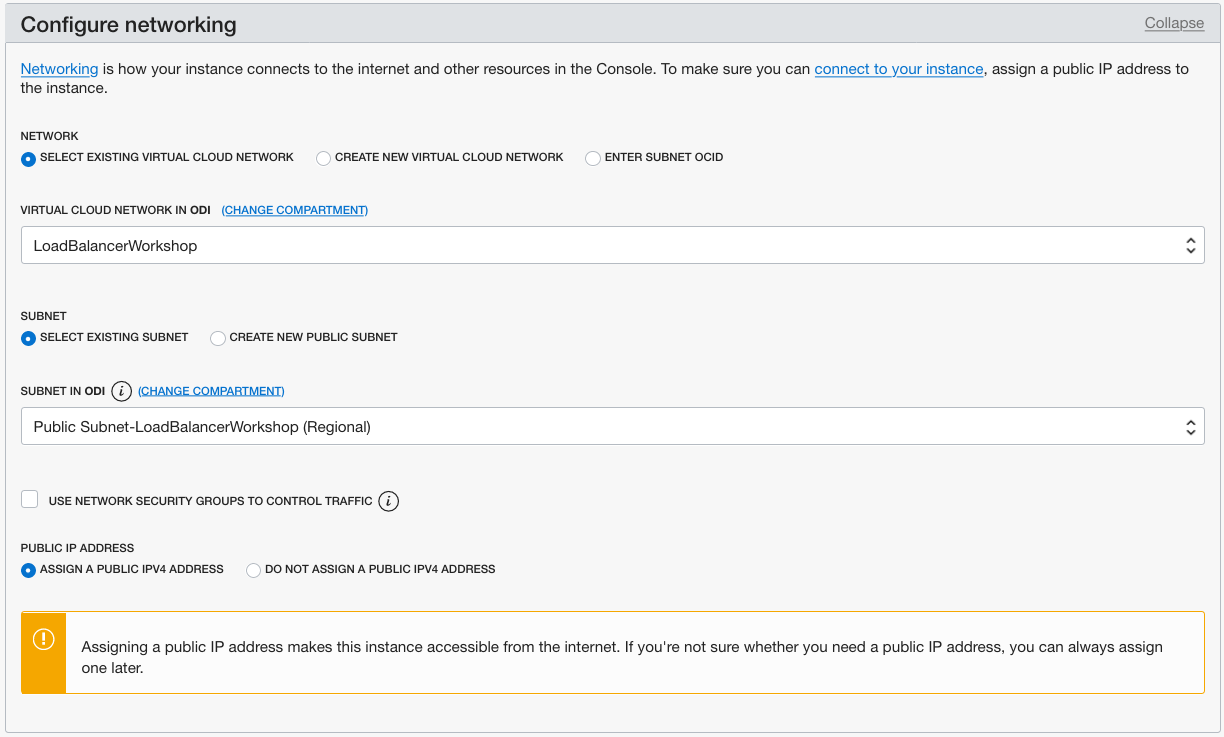 Configure networking
Collapse
Networking is how your instance connects to the internet and other resources in the Console. To make sure you can connect to your instance, assign a public IP address to
the instance.
NETWORK
SELECT EXISTING VIRTUAL CLOUD NETWORK CREATE NEW VIRTUAL CLOUD NETWORK ENTER SUBNET OCID
VIRTUAL CLOUD NETWORK IN ODI (CHANGE COMPARTMENT)
LoadBalancerWorkshop
SUBNET
SELECT EXISTING SUBNET CREATE NEW PUBLIC SUBNET
SUBNET IN ODI i (CHANGE COMPARTMENT)
Public Subnet-LoadBalancerWorkshop (Regional)
USE NETWORK SECURITY GROUPS TO CONTROL TRAFFIC i
PUBLIC IP ADDRESS
ASSIGN A PUBLIC IPV4 ADDRESS DO NOT ASSIGN A PUBLIC IPV4 ADDRESS
Assigning a public IP address makes this instance accessible from the internet. If you're not sure whether you need a public IP address, you can always assign
one later.